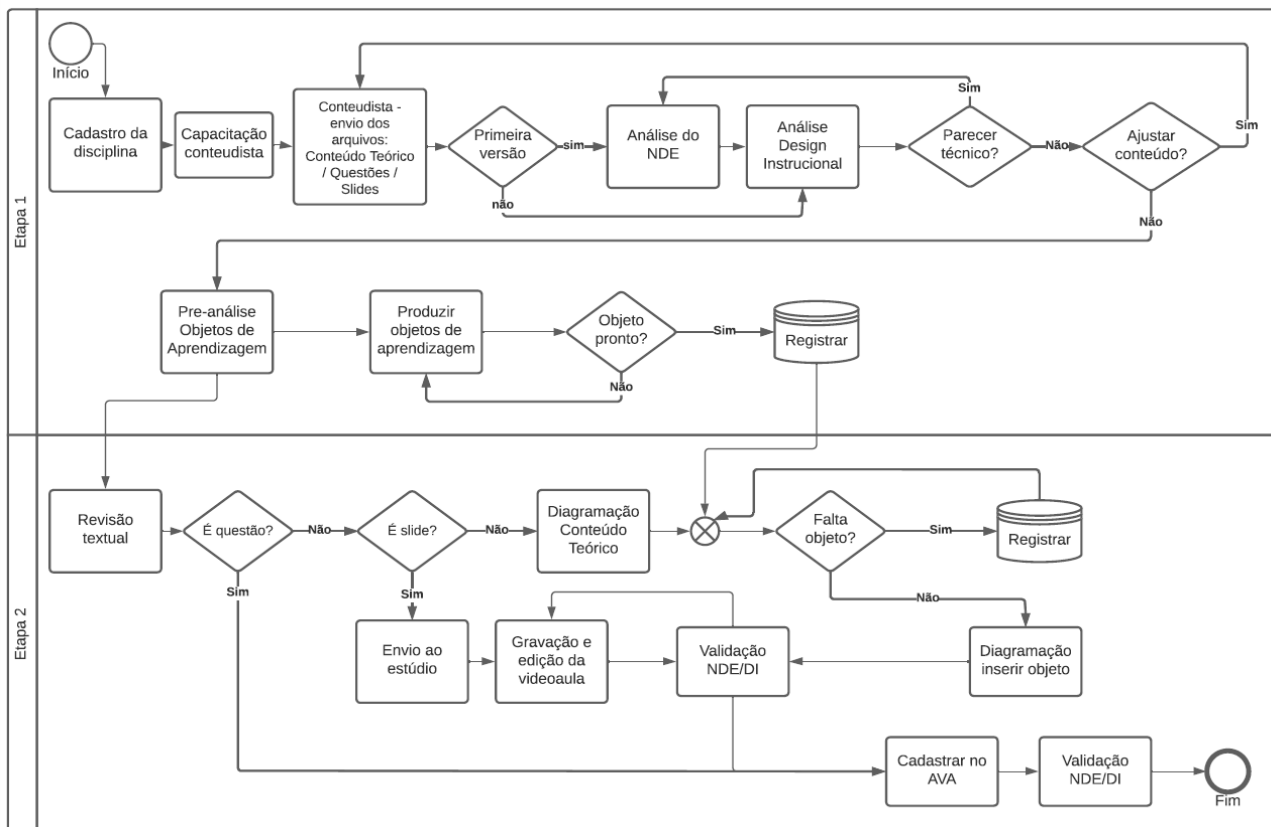 Etapa 1
Início
Cadastro da
disciplina
Capacitação
conteudista
Conteudista -
envio dos
arquivos:
Conteúdo Teórico
/ Questões /
Slides
Primeira
versão
sim
não
Análise do
NDE
Análise
Design
Instrucional
Sim
Parecer
técnico?
Não
Ajustar
conteúdo?
Sim
Não
Pre-análise
Objetos de
Aprendizagem
Produzir
objetos de
aprendizagem
Objeto
pronto?
Sim
Não
Registrar
Etapa 2
Revisão
textual
É questão?
Não
Sim
É slide?
Não
Sim
Diagramação
Conteúdo
Teórico
Falta
objeto?
Sim
Não
Registrar
Envio ao
estúdio
Gravação e
edição da
videoaula
Validação
NDE/DI
Diagramação
inserir objeto
Cadastrar no
AVA
Validação
NDE/DI
Fim